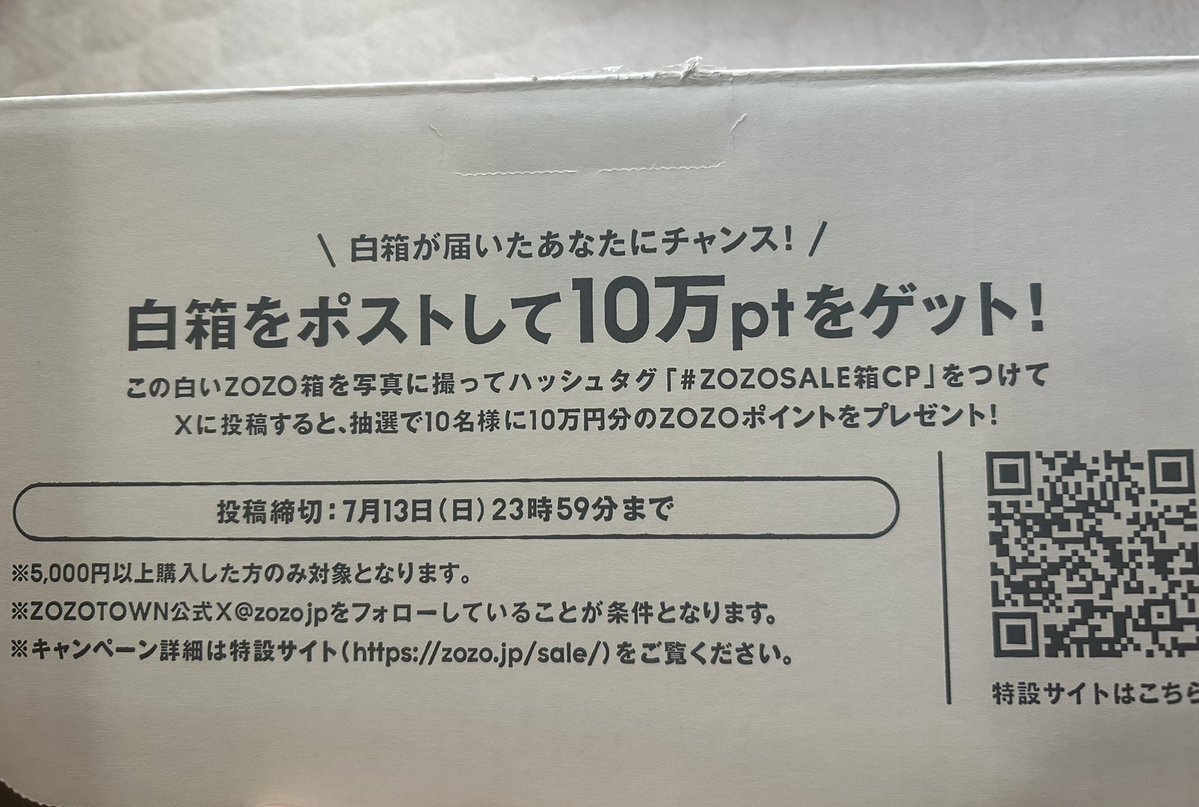 \ 白箱が届いたあなたにチャンス! /
白箱をポストして10万ptをゲット!
この白いZOZO箱を写真に撮ってハッシュタグ「#ZOZOSALE箱CP」をつけて
Xに投稿すると、抽選で10名様に10万円分のZOZOポイントをプレゼント!
投稿締切:7月13日(日)23時59分まで
※5,000円以上購入した方のみ対象となります。
※ZOZOTOWN公式X@zozojpをフォローしていることが条件となります。
※キャンペーン詳細は特設サイト(https://zozo.jp/sale/)をご覧ください。
特設サイトはこちら